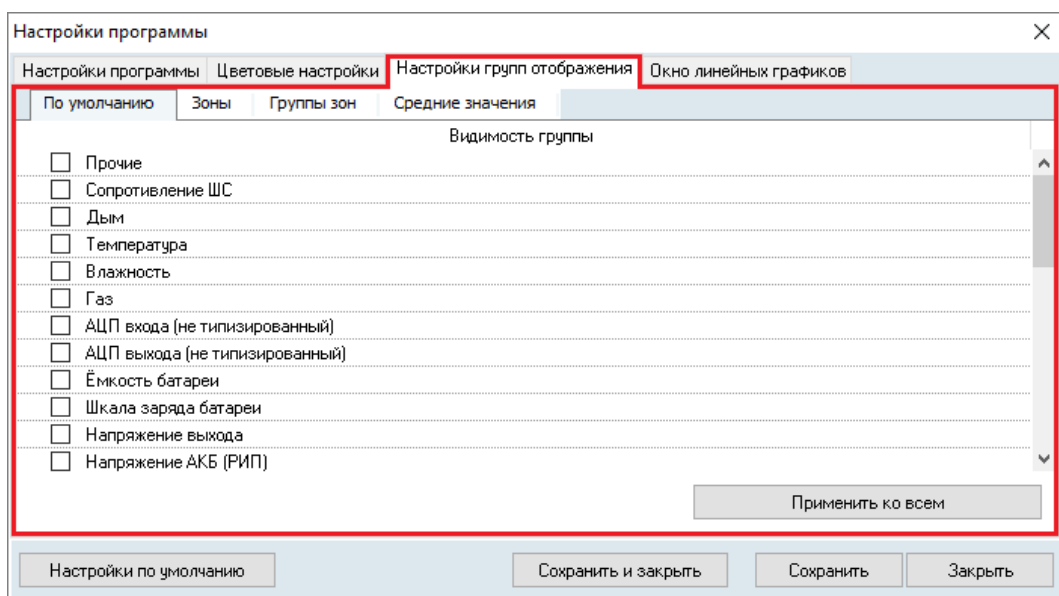 Настройки программы
Настройки программы Цветовые настройки Настройки групп отображения Окно линейных графиков
По умолчанию Зоны Группы зон Средние значения
Видимость группы
Прочие
Сопротивление ШС
Дым
Температура
Влажность
Газ
АЦП входа (не типизированный)
АЦП выхода (не типизированный)
Ёмкость батареи
Шкала заряда батареи
Напряжение выхода
Напряжение АКБ (РИП)
Применить ко всем
Настройки по умолчанию Сохранить и закрыть Сохранить Закрыть